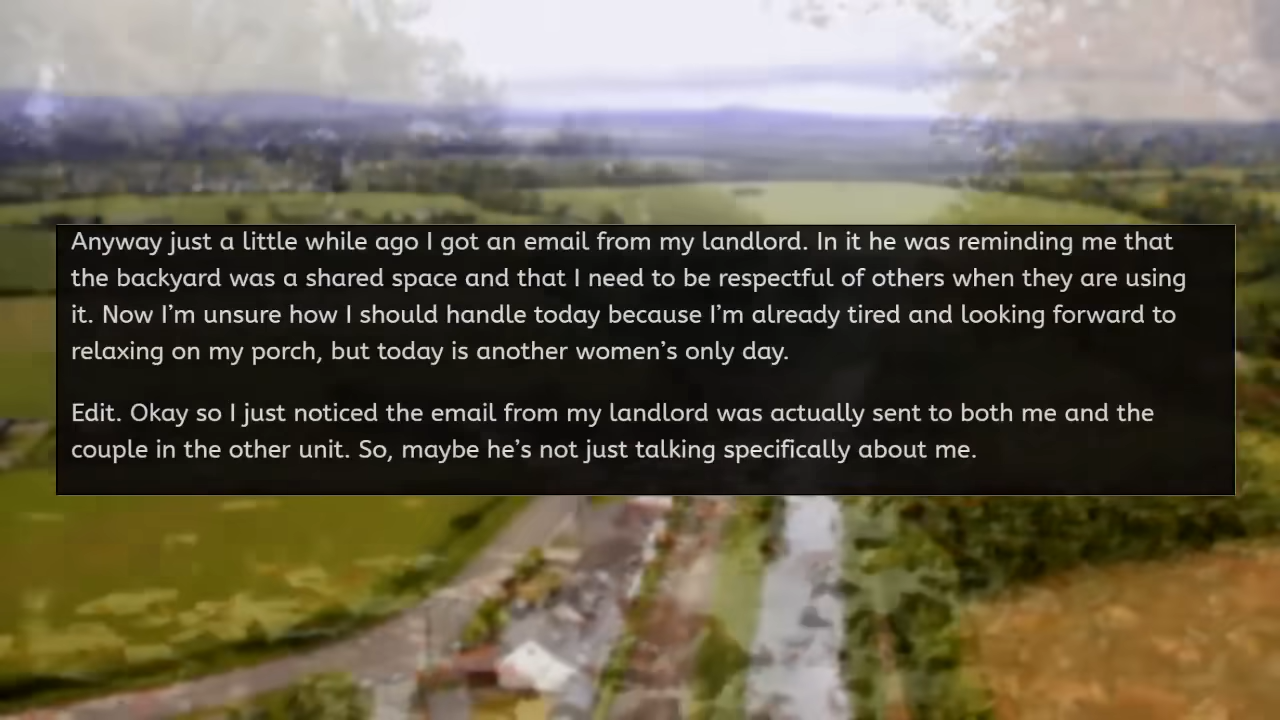 Anyway just a little while ago I got an email from my landlord. In it he was reminding me that
the backyard was a shared space and that I need to be respectful of others when they are using
it. Now I’m unsure how I should handle today because I’m already tired and looking forward to
relaxing on my porch, but today is another women’s only day.
Edit. Okay so I just noticed the email from my landlord was actually sent to both me and the
couple in the other unit. So, maybe he’s not just talking specifically about me.